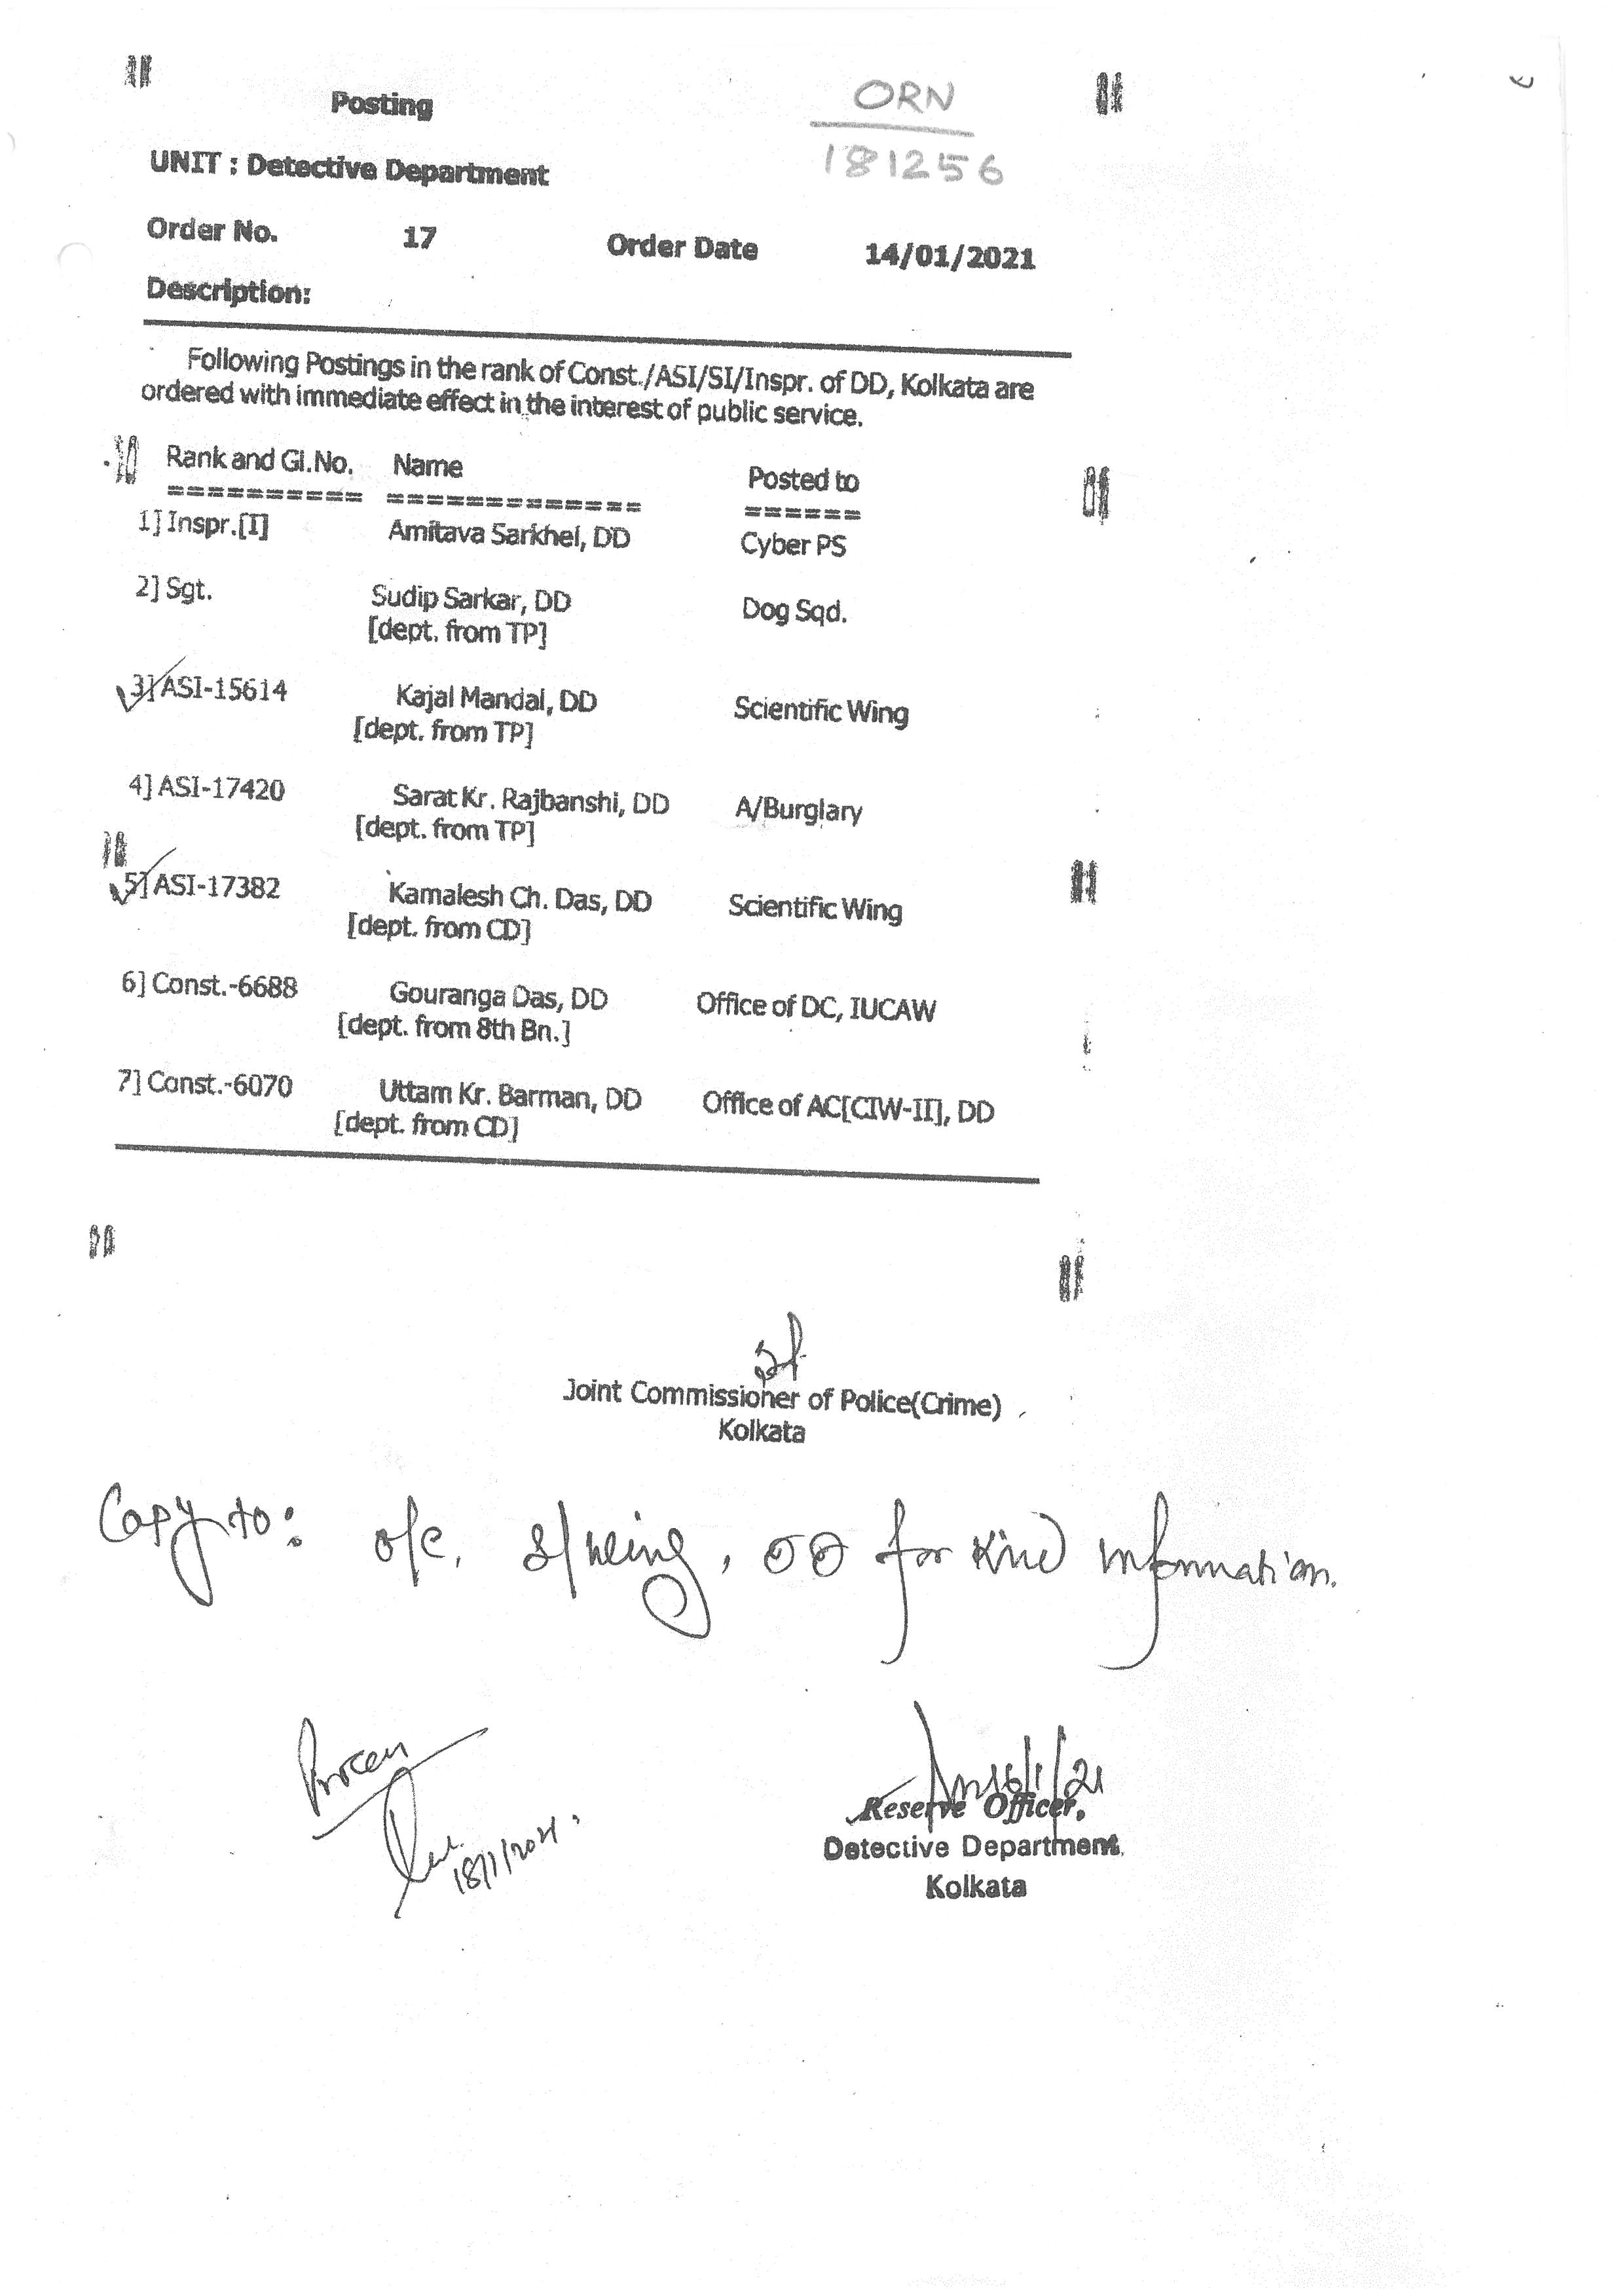 Posting
ORN
181256
UNIT : Detective Department
Order No. 17 Order Date 14/01/2021
Description:
Following Postings in the rank of Const./ASI/SI/Inspr. of DD, Kolkata are
ordered with immediate effect in the interest of public service.
Rank and Gl.No. Name Posted to
========== ============= ======
1] Inspr.[I] Amitava Sarkhel, DD Cyber PS
2] Sgt. Sudip Sarkar, DD Dog Sqd.
[dept. from TP]
3] ASI-15614 Kajal Mandal, DD Scientific Wing
[dept. from TP]
4] ASI-17420 Sarat Kr. Rajbanshi, DD A/Burglary
[dept. from TP]
5] ASI-17382 Kamalesh Ch. Das, DD Scientific Wing
[dept. from CD]
6] Const.-6688 Gouranga Das, DD Office of DC, IUCAW
[dept. from 8th Bn.]
7] Const.-6070 Uttam Kr. Barman, DD Office of AC[CIW-II], DD
[dept. from CD]
Joint Commissioner of Police(Crime)
Kolkata
Copy to: o/c, S/Wing, DD for kind information.
16/1/21
Reserve Officer,
Detective Department.
Kolkata
18/1/2021.